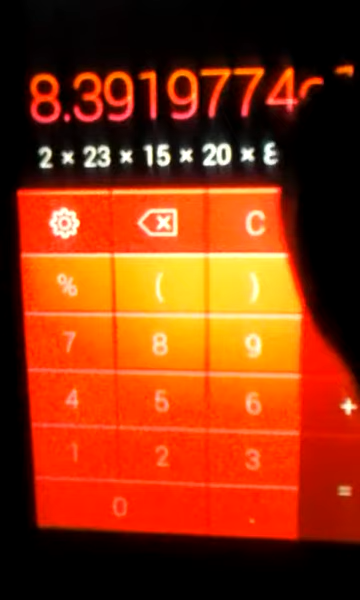 8.3919774
2 × 23 × 15 × 20 ×
C
% ( )
7 8 9
4 5 6 +
1 2 3
0 . =